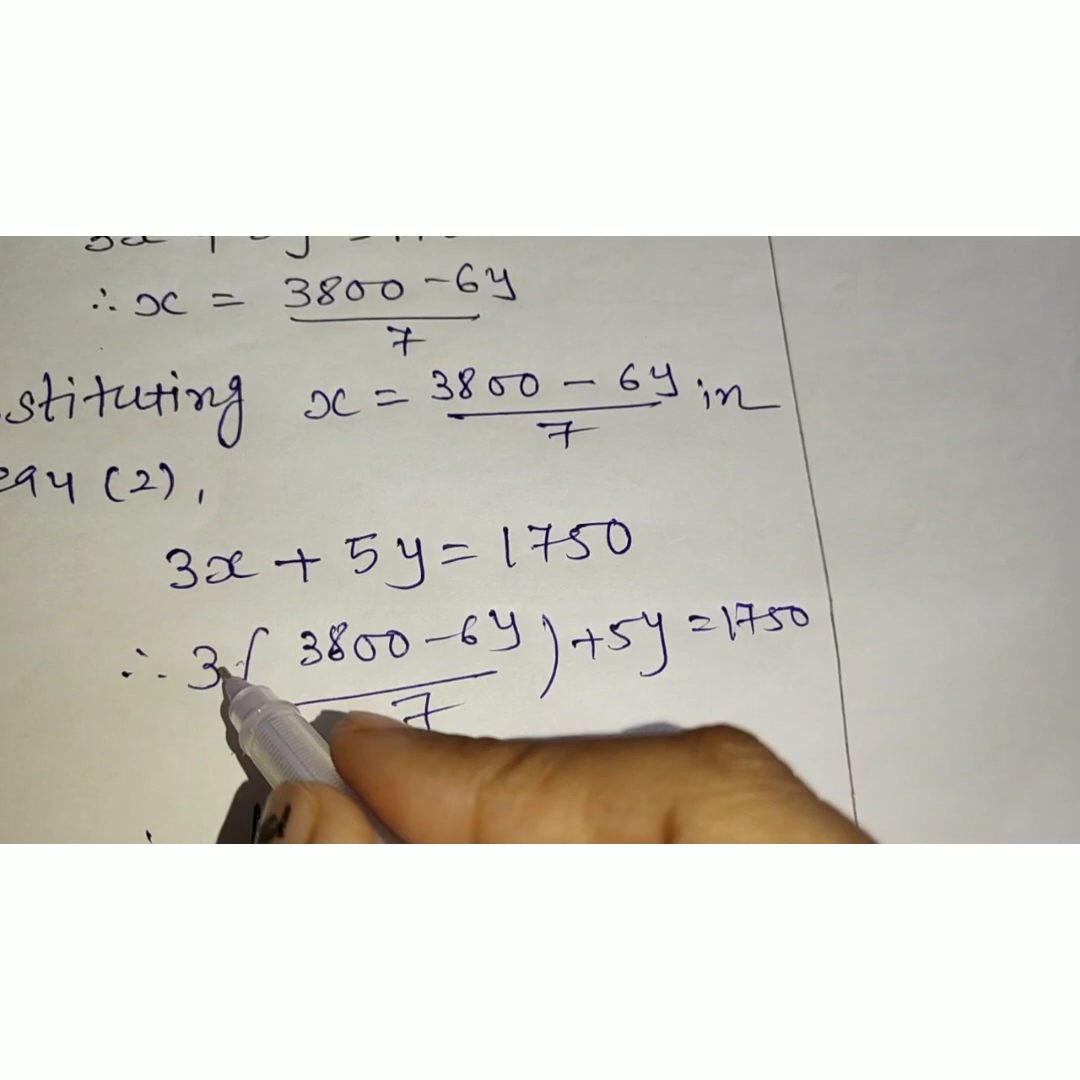 ∴ x = 3800 - 6y / 7
stituting x = 3800 - 6y / 7 in
eqn (2),
3x + 5y = 1750
∴ 3 ( 3800 - 6y / 7 ) + 5y = 1750